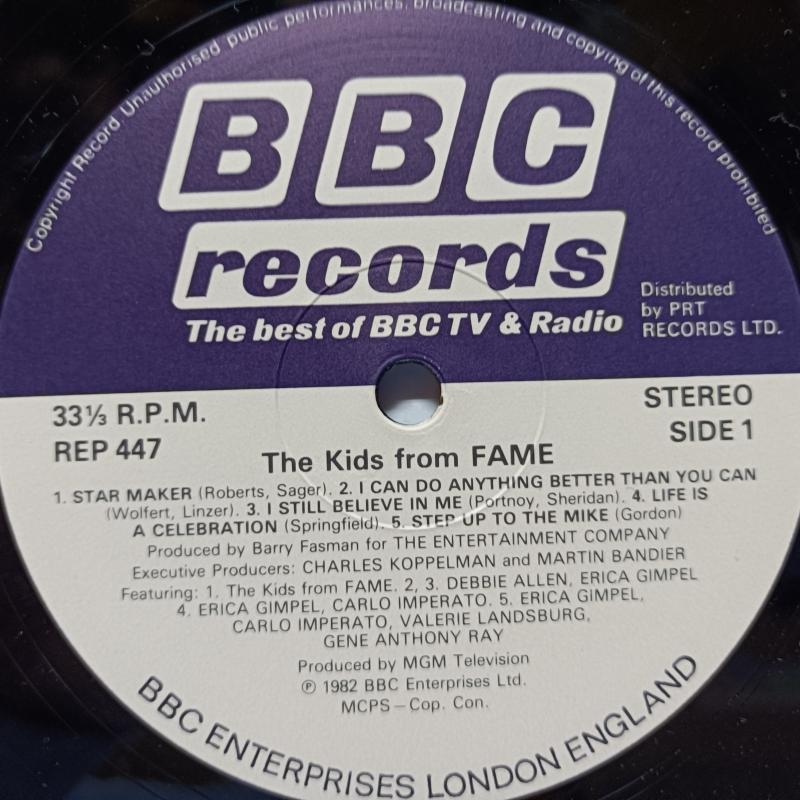 Copyright Record Unauthorised public performances, broadcasting and copying of this record prohibited
BBC
records
The best of BBC TV & Radio
Distributed
by PRT
RECORDS LTD.
33⅓ R.P.M.
REP 447
STEREO
SIDE 1
The Kids from FAME
1. STAR MAKER (Roberts, Sager). 2. I CAN DO ANYTHING BETTER THAN YOU CAN
(Wolfert, Linzer). 3. I STILL BELIEVE IN ME (Portnoy, Sheridan). 4. LIFE IS
A CELEBRATION (Springfield). 5. STEP UP TO THE MIKE (Gordon)
Produced by Barry Fasman for THE ENTERTAINMENT COMPANY
Executive Producers: CHARLES KOPPELMAN and MARTIN BANDIER
Featuring: 1. The Kids from FAME. 2, 3. DEBBIE ALLEN, ERICA GIMPEL
4. ERICA GIMPEL, CARLO IMPERATO. 5. ERICA GIMPEL,
CARLO IMPERATO, VALERIE LANDSBURG,
GENE ANTHONY RAY
Produced by MGM Television
℗ 1982 BBC Enterprises Ltd.
MCPS – Cop. Con.
BBC ENTERPRISES LONDON ENGLAND